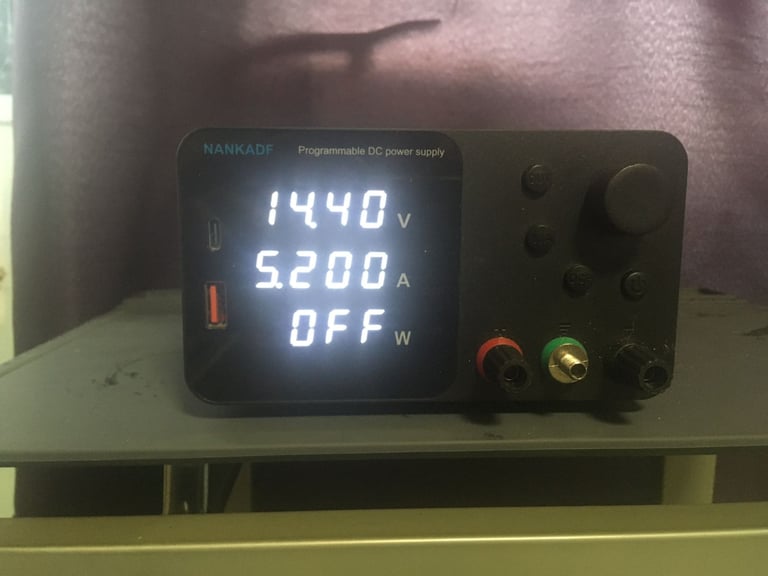 NANKADF Programmable DC power supply
14.40 V
5.200 A
OFF W